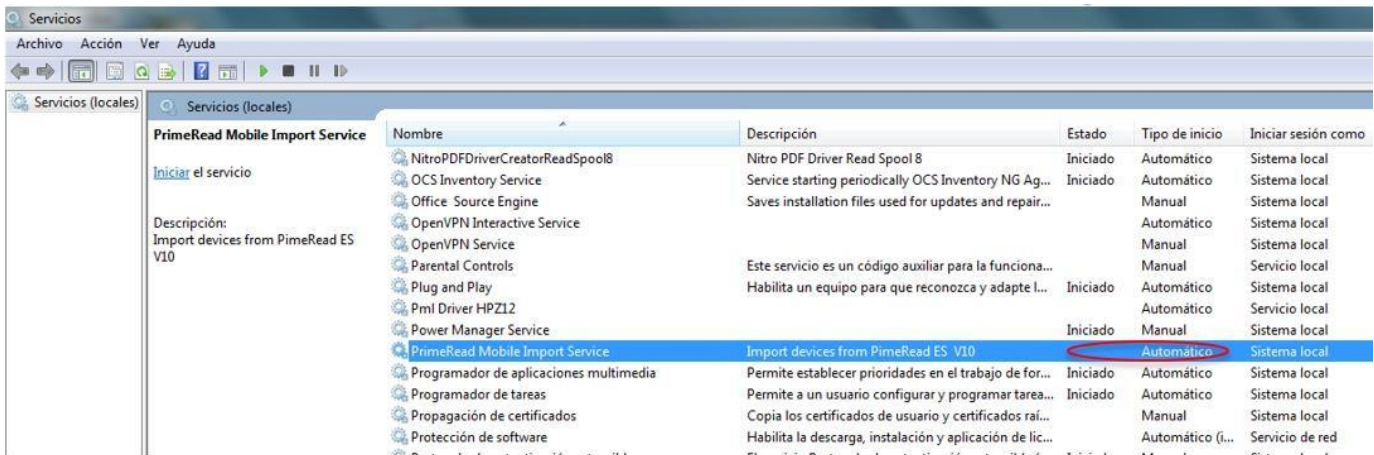 Servicios
Archivo Acción Ver Ayuda
Servicios (locales)
Servicios (locales)
PrimeRead Mobile Import Service
Iniciar el servicio
Descripción:
Import devices from PimeRead ES
V10
Nombre Descripción Estado Tipo de inicio Iniciar sesión como
NitroPDFDriverCreatorReadSpool8 Nitro PDF Driver Read Spool 8 Iniciado Automático Sistema local
OCS Inventory Service Service starting periodically OCS Inventory NG Ag... Iniciado Automático Sistema local
Office Source Engine Saves installation files used for updates and repair... Manual Sistema local
OpenVPN Interactive Service Automático Sistema local
OpenVPN Service Manual Sistema local
Parental Controls Este servicio es un código auxiliar para la funciona... Manual Servicio local
Plug and Play Habilita un equipo para que reconozca y adapte l... Iniciado Automático Sistema local
Pml Driver HPZ12 Automático Servicio local
Power Manager Service Iniciado Manual Sistema local
PrimeRead Mobile Import Service Import devices from PimeRead ES V10 Automático Sistema local
Programador de aplicaciones multimedia Permite establecer prioridades en el trabajo de for... Iniciado Automático Sistema local
Programador de tareas Permite a un usuario configurar y programar tarea... Iniciado Automático Sistema local
Propagación de certificados Copia los certificados de usuario y certificados raí... Manual Sistema local
Protección de software Habilita la descarga, instalación y aplicación de lic... Automático (i... Servicio de red